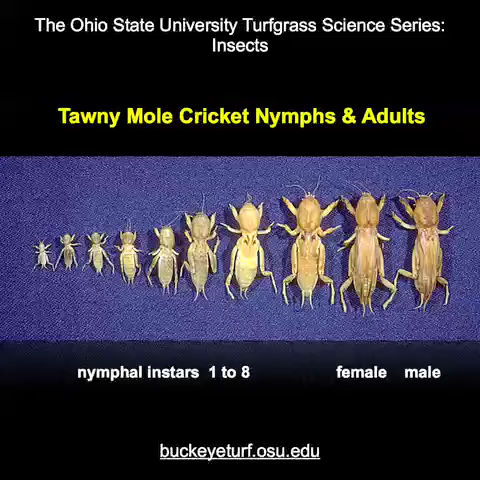 The Ohio State University Turfgrass Science Series:
Insects
Tawny Mole Cricket Nymphs & Adults
nymphal instars 1 to 8 female male
buckeyeturf.osu.edu